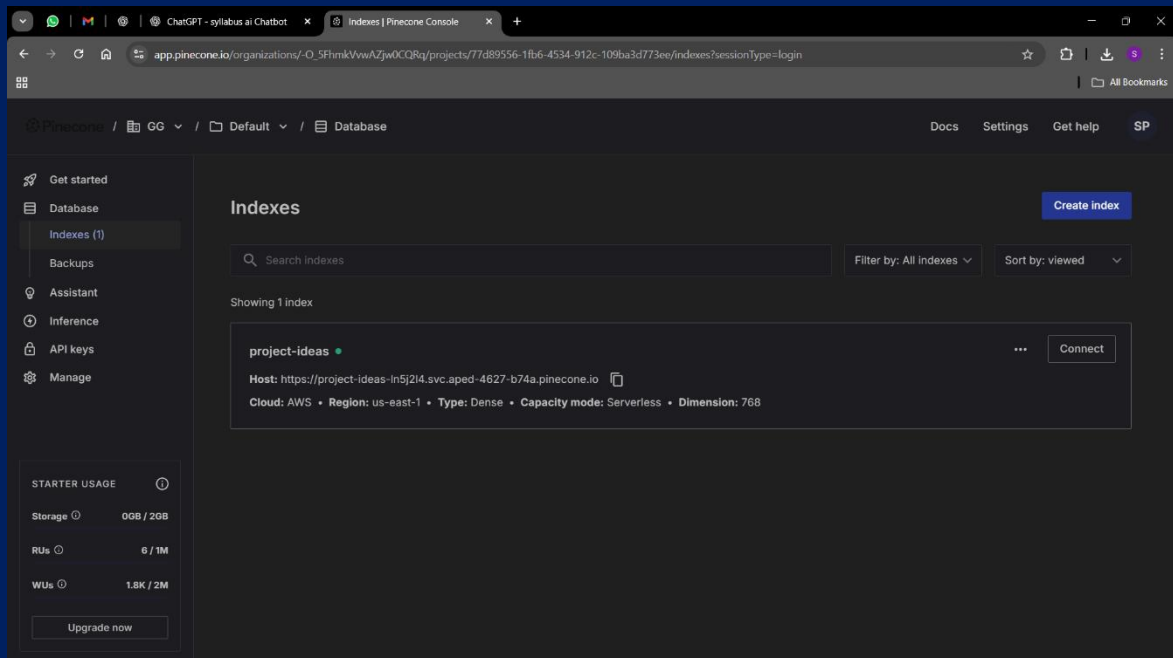 ChatGPT - syllabus ai Chatbot
Indexes | Pinecone Console
app.pinecone.io/organizations/-O_5FhmkVvwAZjw0CQRq/projects/77d89556-1fb6-4534-912c-109ba3d773ee/indexes?sessionType=login
S
All Bookmarks
Pinecone / GG / Default / Database
Docs Settings Get help SP
Get started
Database
Indexes (1)
Backups
Assistant
Inference
API keys
Manage
STARTER USAGE
Storage 0GB / 2GB
RUs 6 / 1M
WUs 1.8K / 2M
Upgrade now
Indexes
Create index
Search indexes
Filter by: All indexes
Sort by: viewed
Showing 1 index
project-ideas
Connect
Host: https://project-ideas-ln5j2l4.svc.aped-4627-b74a.pinecone.io
Cloud: AWS • Region: us-east-1 • Type: Dense • Capacity mode: Serverless • Dimension: 768